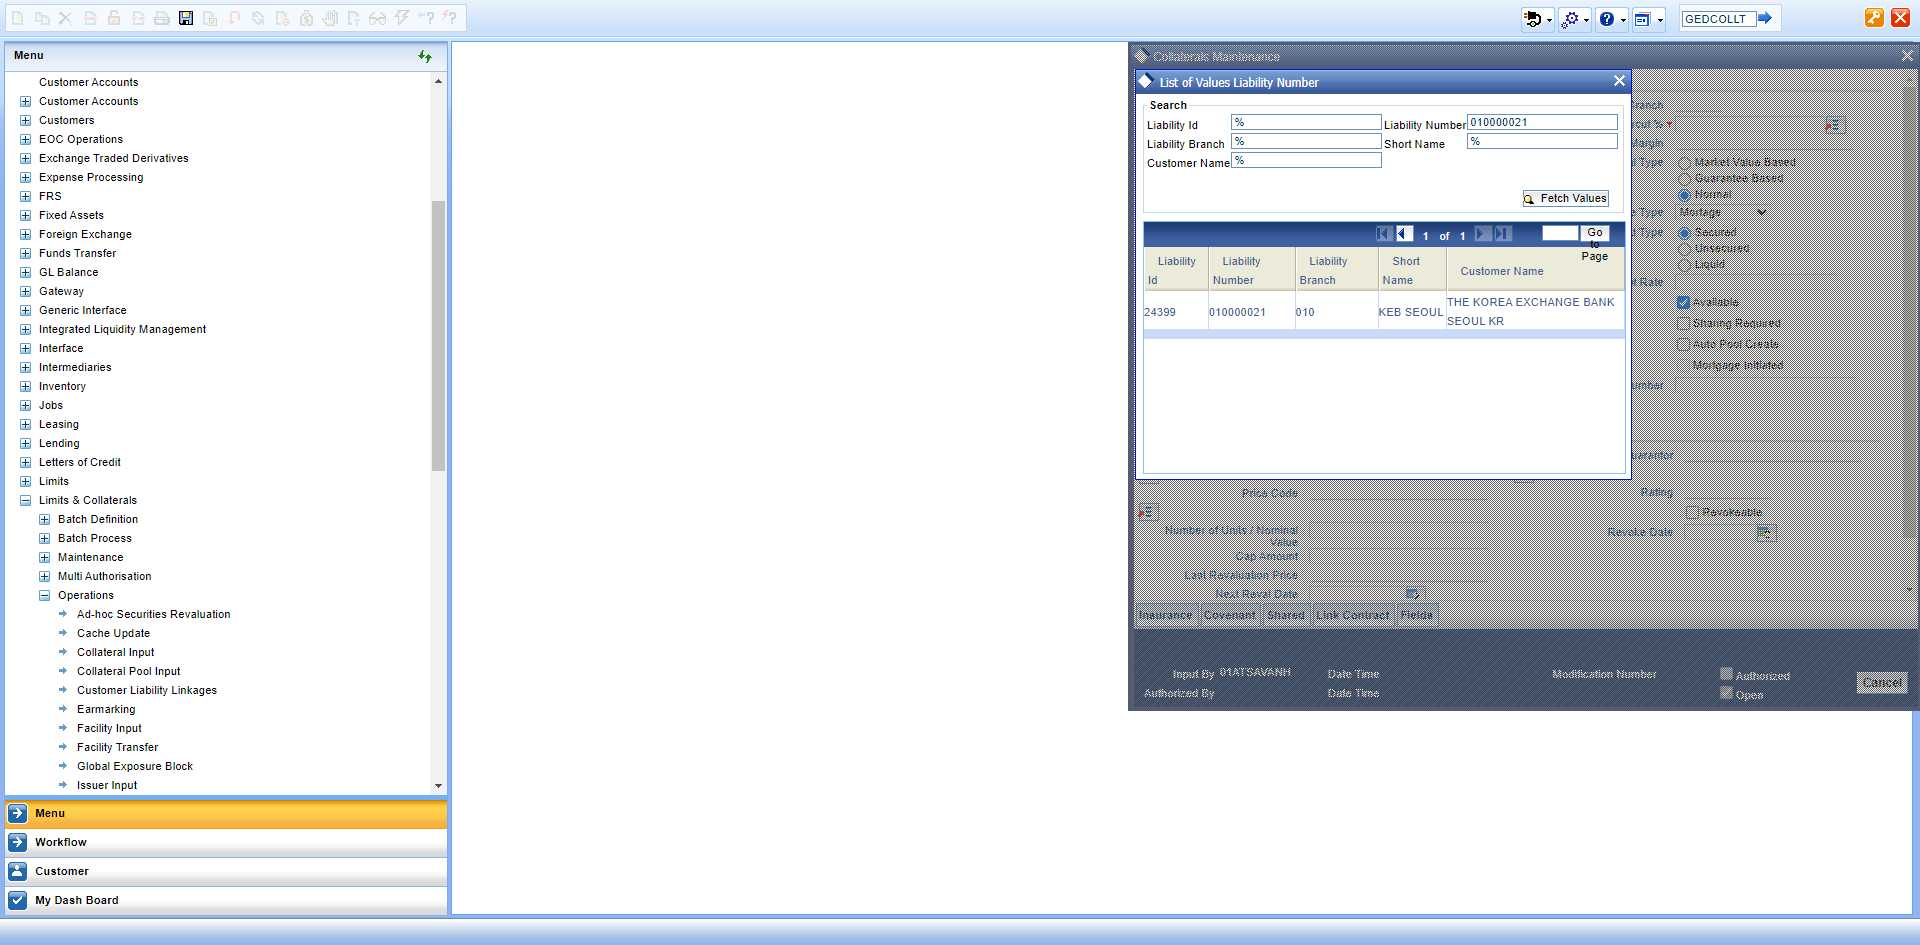 GEDCOLLT
Menu
Customer Accounts
Customer Accounts
Customers
EOC Operations
Exchange Traded Derivatives
Expense Processing
FRS
Fixed Assets
Foreign Exchange
Funds Transfer
GL Balance
Gateway
Generic Interface
Integrated Liquidity Management
Interface
Intermediaries
Inventory
Jobs
Leasing
Lending
Letters of Credit
Limits
Limits & Collaterals
Batch Definition
Batch Process
Maintenance
Multi Authorisation
Operations
Ad-hoc Securities Revaluation
Cache Update
Collateral Input
Collateral Pool Input
Customer Liability Linkages
Earmarking
Facility Input
Facility Transfer
Global Exposure Block
Issuer Input
Menu
Workflow
Customer
My Dash Board
Collaterals Maintenance
List of Values Liability Number
Search
Liability Id % Liability Number 010000021
Liability Branch % Short Name %
Customer Name %
Fetch Values
1 of 1 Go to Page
Liability Id Liability Number Liability Branch Short Name Customer Name
24399 010000021 010 KEB SEOUL THE KOREA EXCHANGE BANK SEOUL KR
Type Market Value Based
Guarantee Based
Normal
Type Mortage
Type Secured
Unsecured
Liquid
Rate
Available
Sharing Required
Auto Pool Create
Mortgage Initiated
Price Code
Rating
Revokeable
Number of Units / Nominal Value
Revoke Date
Cap Amount
Last Revaluation Price
Next Reval Date
Insurance Covenant Shared Link Contract Fields
Input By 01ATSAVANH Date Time Modification Number Authorized
Authorized By Date Time Open
Cancel